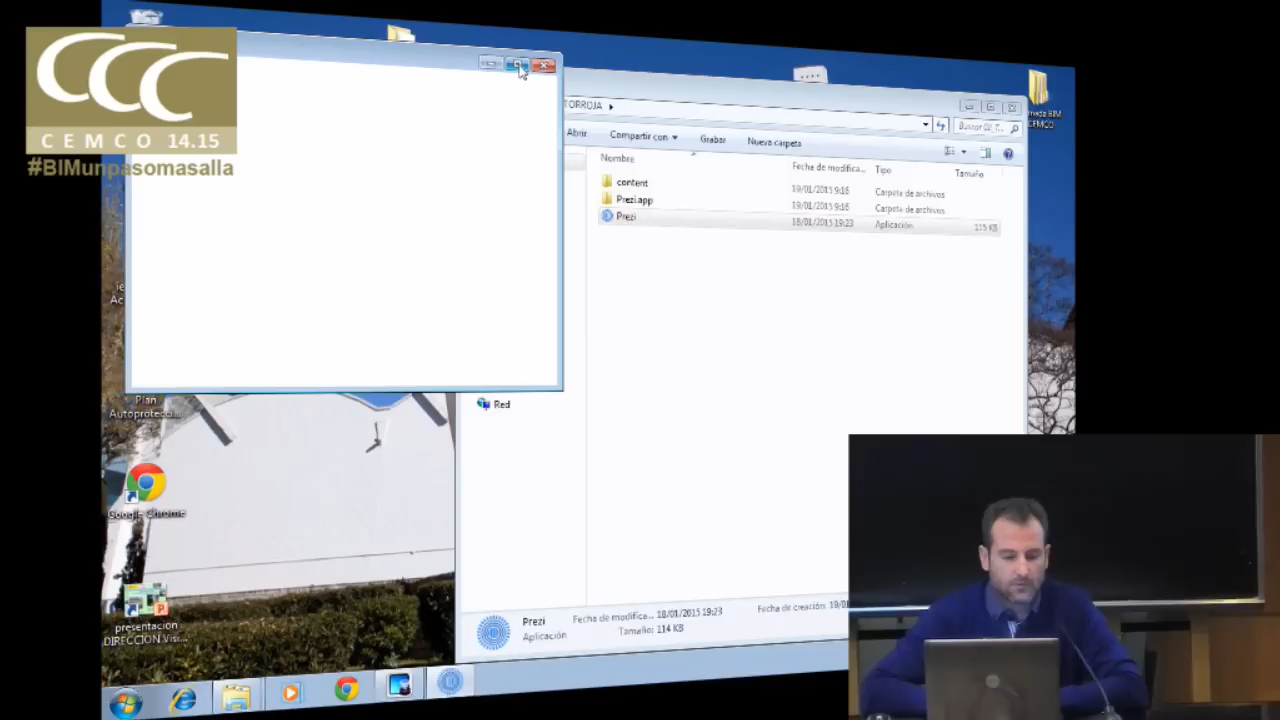 CEMCO 14.15
#BIMunpasomasalla
TORROJA
Abrir
Compartir con
Grabar
Nueva carpeta
Nombre
Fecha de modifica...
Tipo
Tamaño
content
19/01/2015 9:16
Carpeta de archivos
Prezi.app
19/01/2015 9:16
Carpeta de archivos
Prezi
18/01/2015 19:23
Aplicación
115 KB
BIM
CEMCO
Plan
Autoprotecci...
Red
Google Chrome
presentacion
DIRECCION.Visi...
Prezi
Aplicación
Fecha de modifica... 18/01/2015 19:23
Tamaño: 114 KB
Fecha de creación: